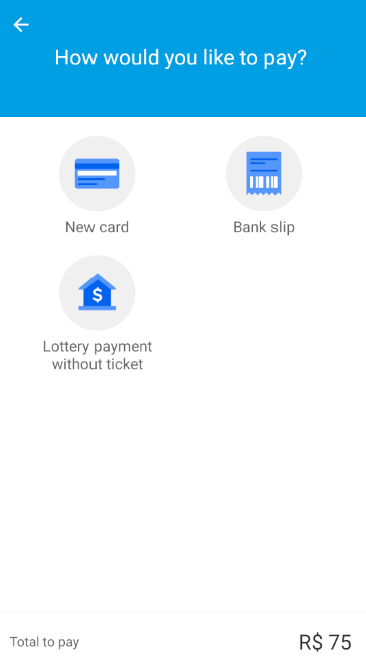 How would you like to pay?
New card
Bank slip
$
Lottery payment
without ticket
Total to pay
R$ 75